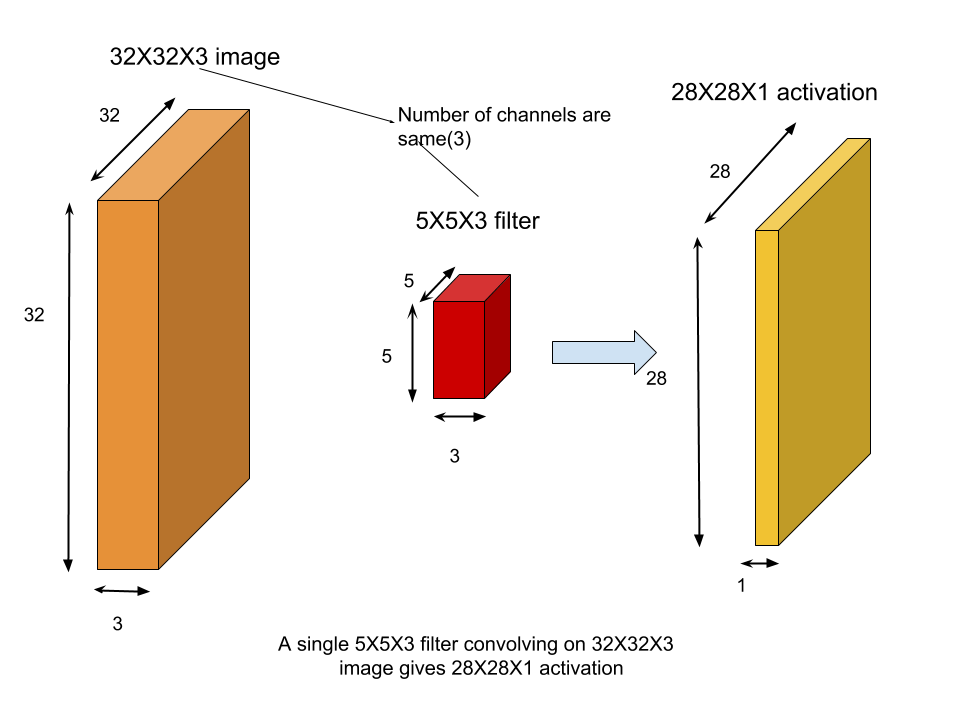 32X32X3 image
28X28X1 activation
32
Number of channels are
same(3)
28
5X5X3 filter
5
32
5
28
3
1
3
A single 5X5X3 filter convolving on 32X32X3
image gives 28X28X1 activation